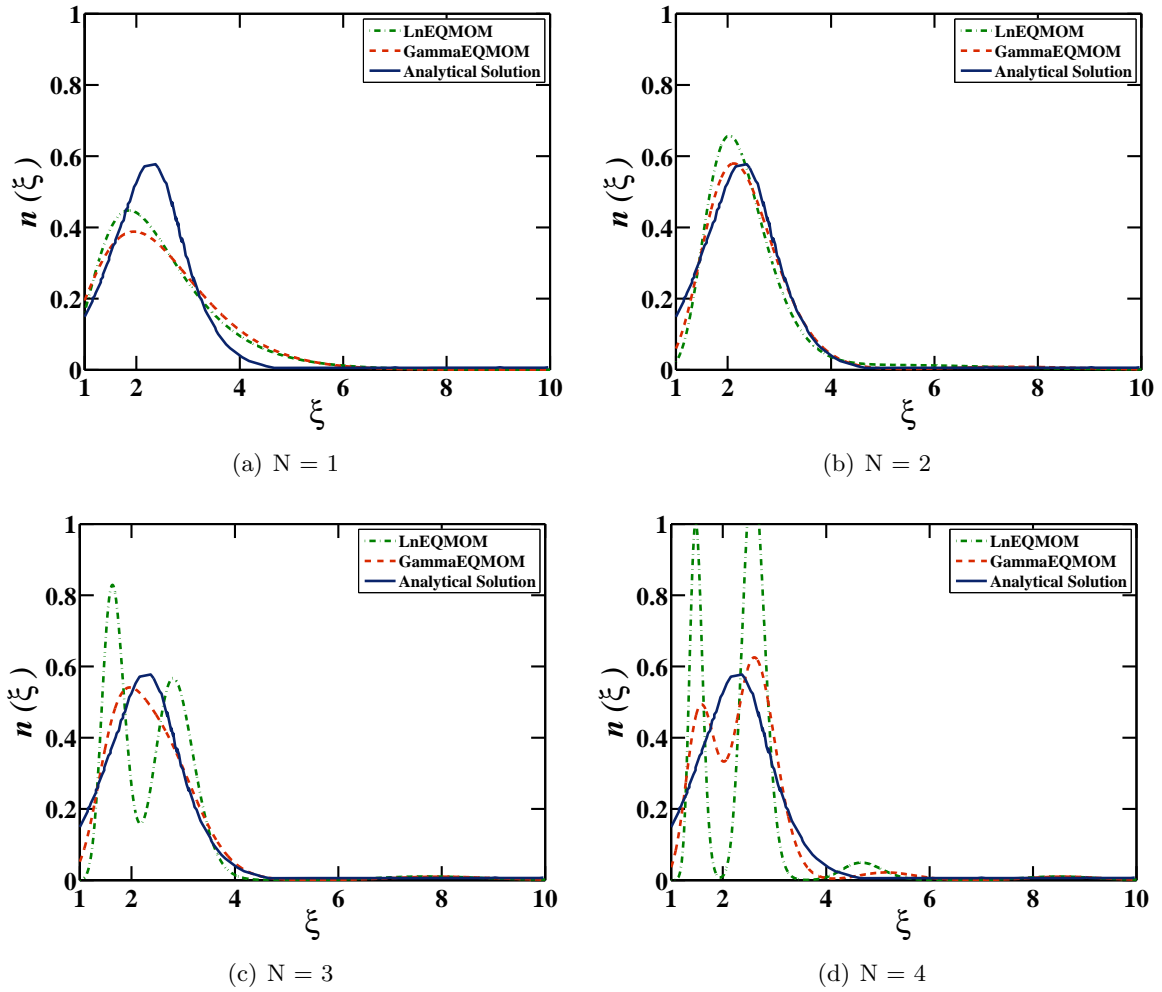 1
0.8
0.6
0.4
0.2
0
n (ξ)
1 2 4 6 8 10
ξ
LnEQMOM
GammaEQMOM
Analytical Solution
(a) N = 1
1
0.8
0.6
0.4
0.2
0
n (ξ)
1 2 4 6 8 10
ξ
LnEQMOM
GammaEQMOM
Analytical Solution
(b) N = 2
1
0.8
0.6
0.4
0.2
0
n (ξ)
1 2 4 6 8 10
ξ
LnEQMOM
GammaEQMOM
Analytical Solution
(c) N = 3
1
0.8
0.6
0.4
0.2
0
n (ξ)
1 2 4 6 8 10
ξ
LnEQMOM
GammaEQMOM
Analytical Solution
(d) N = 4